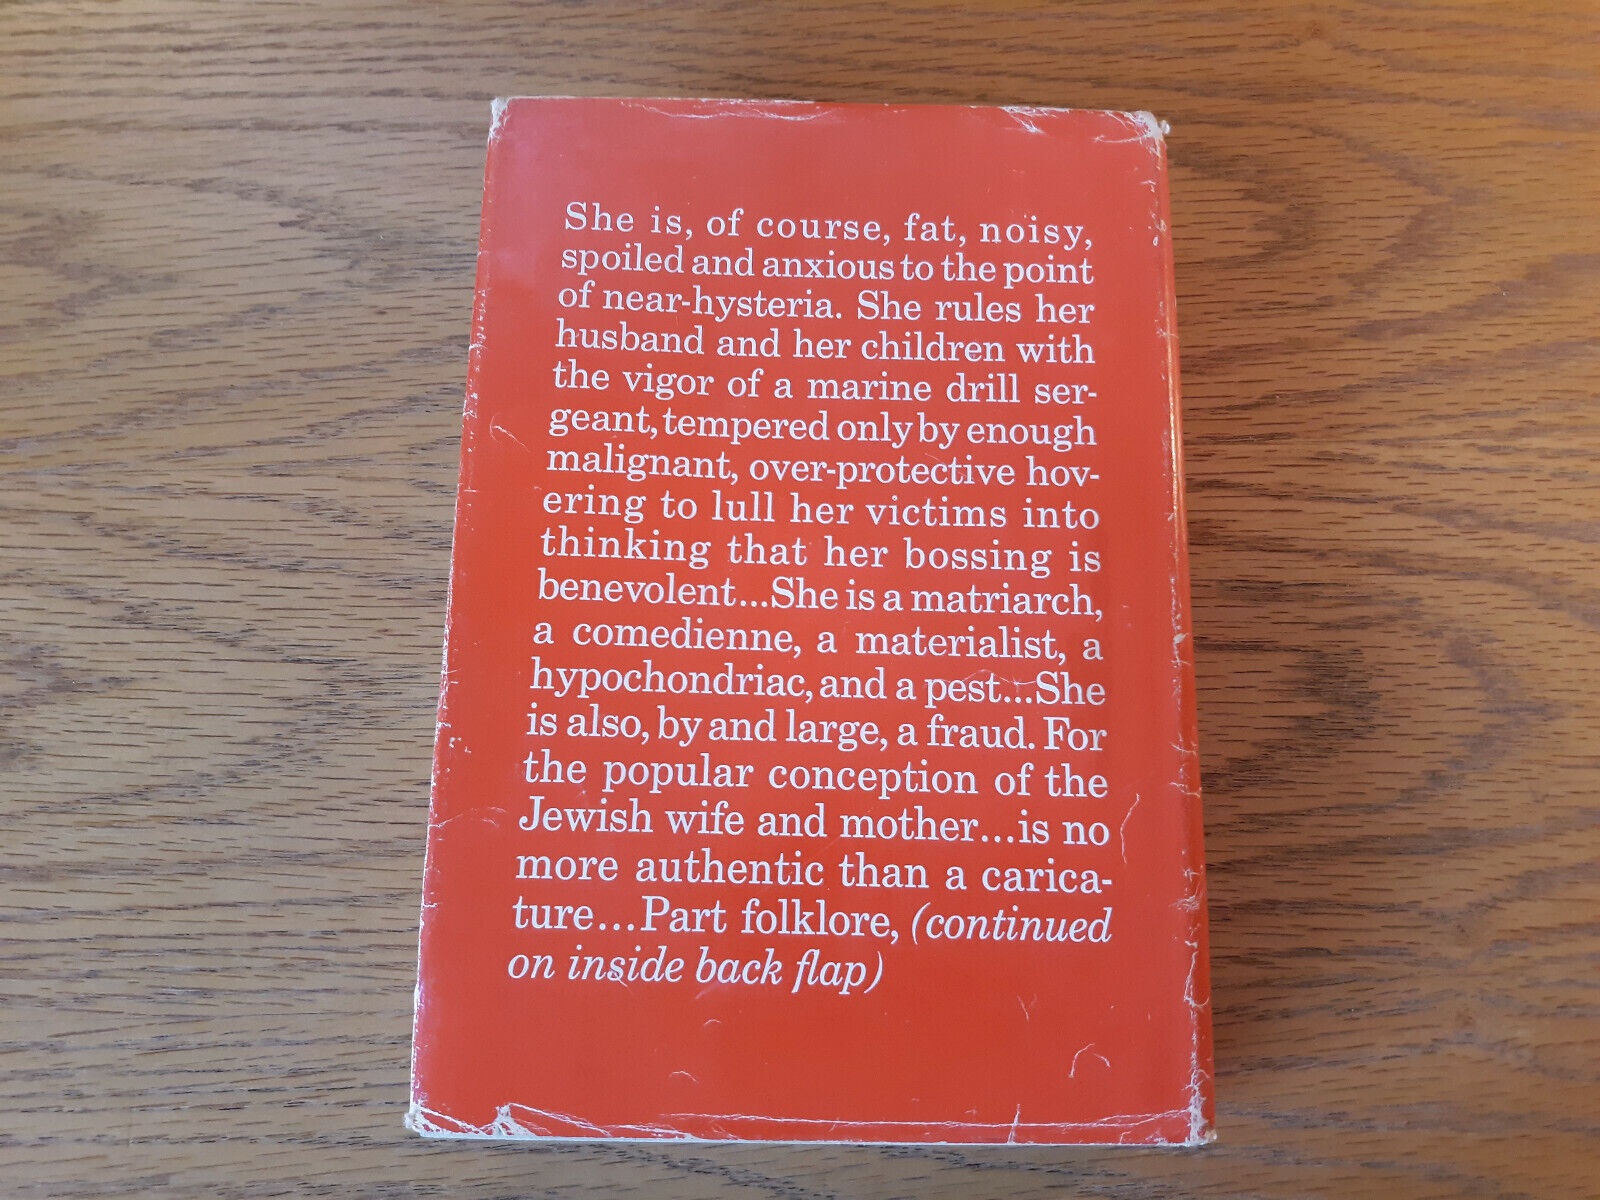 She is, of course, fat, noisy,
spoiled and anxious to the point
of near-hysteria. She rules her
husband and her children with
the vigor of a marine drill ser-
geant, tempered only by enough
malignant, over-protective hov-
ering to lull her victims into
thinking that her bossing is
benevolent...She is a matriarch,
a comedienne, a materialist, a
hypochondriac, and a pest...She
is also, by and large, a fraud. For
the popular conception of the
Jewish wife and mother...is no
more authentic than a carica-
ture...Part folklore, (continued
on inside back flap)